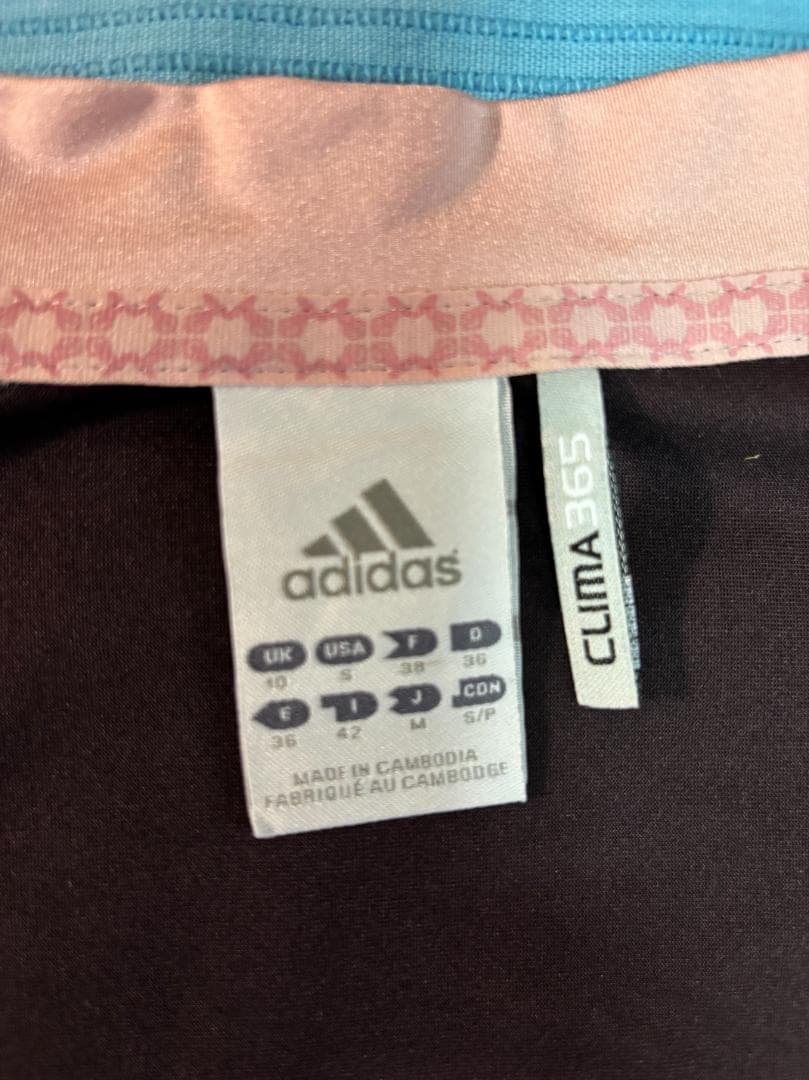 adidas
UK USA F D
10 S 38 36
E I J CDN
36 42 M S/P
MADE IN CAMBODIA
FABRIQUÉ AU CAMBODGE
CLIMA365